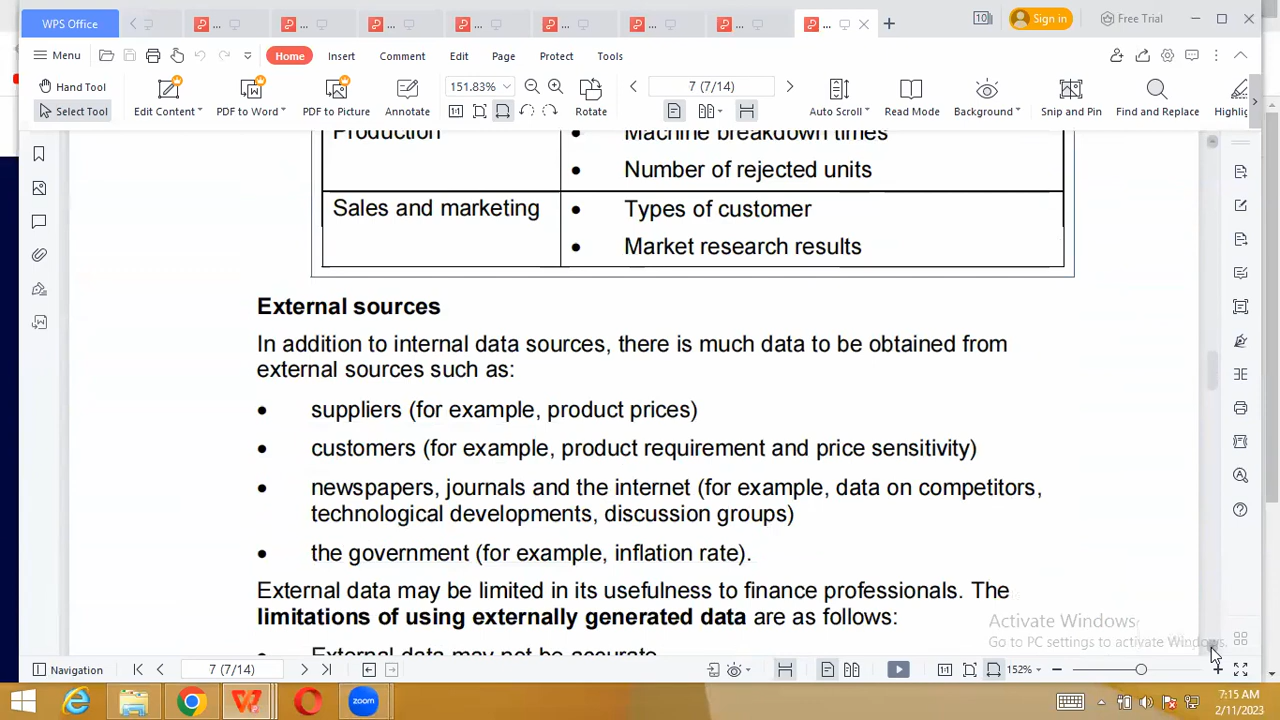 WPS Office
...
...
...
...
...
...
...
...
Sign in
Free Trial
Menu
Home
Insert
Comment
Edit
Page
Protect
Tools
Hand Tool
Select Tool
Edit Content
PDF to Word
PDF to Picture
Annotate
151.83%
Rotate
7 (7/14)
Auto Scroll
Read Mode
Background
Snip and Pin
Find and Replace
Highlig
Production
• Machine breakdown times
• Number of rejected units
Sales and marketing
• Types of customer
• Market research results
External sources
In addition to internal data sources, there is much data to be obtained from
external sources such as:
• suppliers (for example, product prices)
• customers (for example, product requirement and price sensitivity)
• newspapers, journals and the internet (for example, data on competitors,
technological developments, discussion groups)
• the government (for example, inflation rate).
External data may be limited in its usefulness to finance professionals. The
limitations of using externally generated data are as follows:
• External data may not be accurate
Activate Windows
Go to PC settings to activate Windows.
Navigation
7 (7/14)
152%
zoom
7:15 AM
2/11/2023